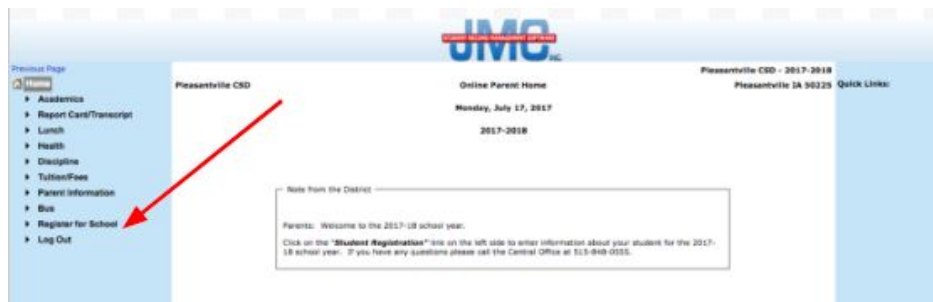 STUDENT RECORD MANAGEMENT SOFTWARE
JMC INC.
Previous Page
Home
Academics
Report Card/Transcript
Lunch
Health
Discipline
Tuition/Fees
Parent Information
Bus
Register for School
Log Out
Pleasantville CSD
Online Parent Home
Monday, July 17, 2017
2017-2018
Pleasantville CSD - 2017-2018
Pleasantville IA 50225
Quick Links:
Note from the District
Parents: Welcome to the 2017-18 school year.
Click on the "Student Registration" link on the left side to enter information about your student for the 2017-
18 school year. If you have any questions please call the Central Office at 515-848-0555.